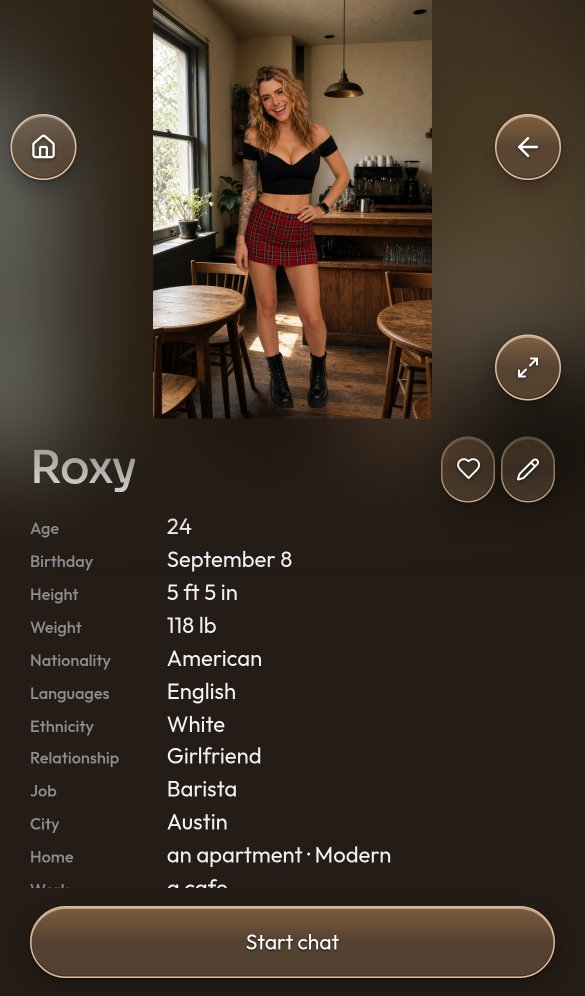 Roxy
Age 24
Birthday September 8
Height 5 ft 5 in
Weight 118 lb
Nationality American
Languages English
Ethnicity White
Relationship Girlfriend
Job Barista
City Austin
Home an apartment · Modern
Start chat